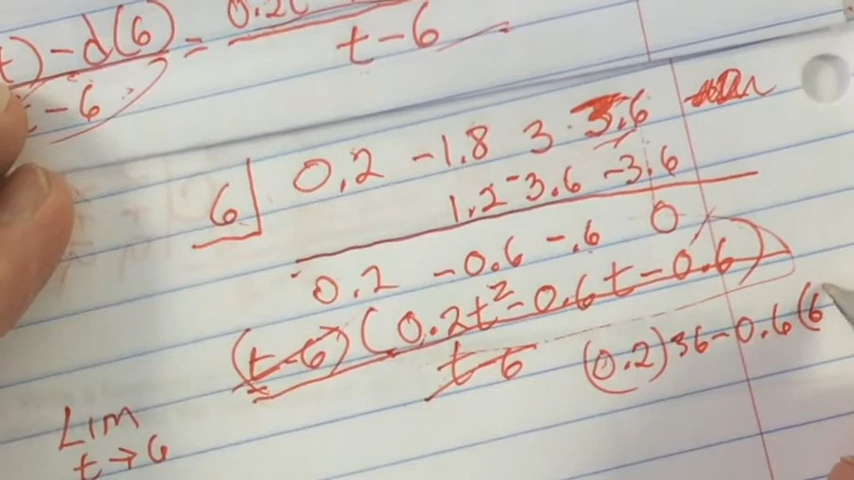 t) - d(6) = 0.2(
t - 6
- 6
6 | 0.2 -1.8 3. 3.6
1.2 -3.6 -3.6
0.2 -0.6 -.6 0
(t-6) (0.2t² - 0.6t - 0.6)
t-6 (0.2)36 - 0.6(6
Lim
t → 6